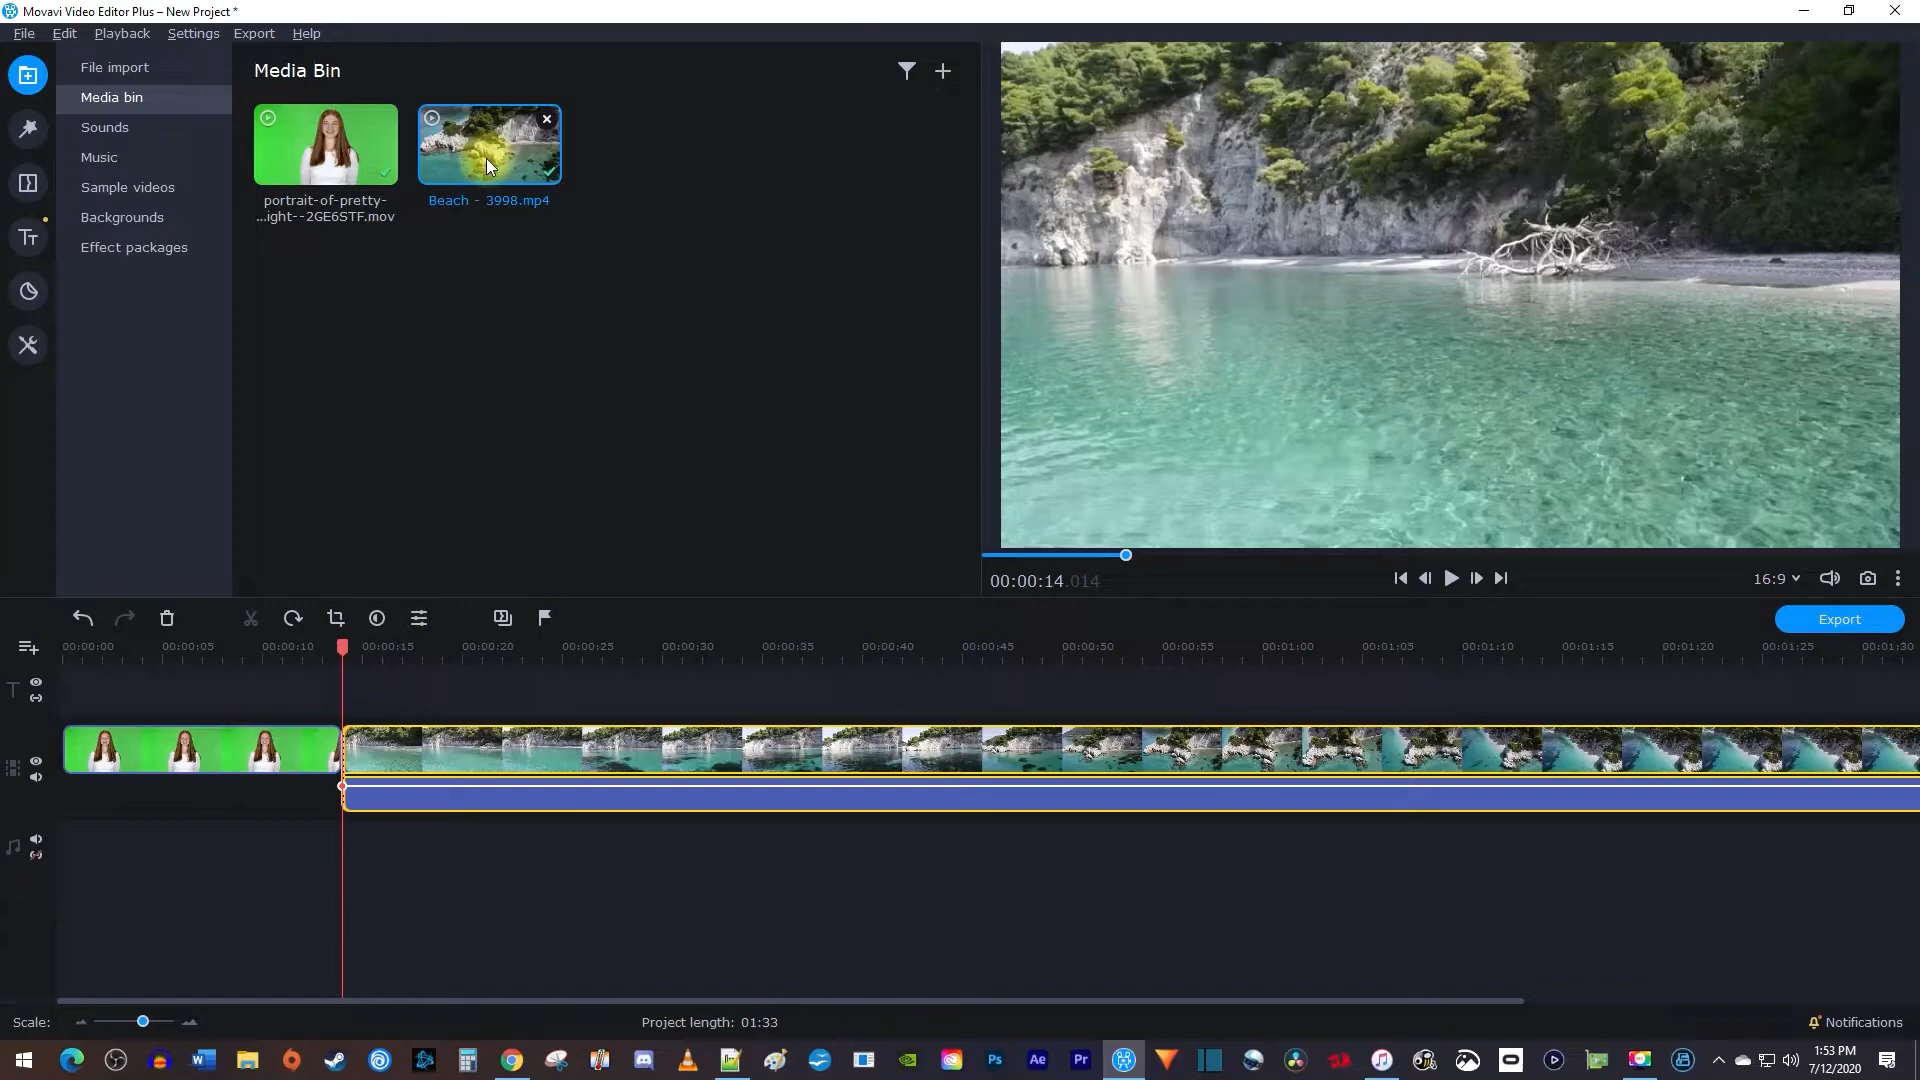 Movavi Video Editor Plus – New Project *
File Edit Playback Settings Export Help
File import
Media bin
Sounds
Music
Sample videos
Backgrounds
Effect packages
Media Bin
portrait-of-pretty-
...ight--2GE6STF.mov
Beach - 3998.mp4
00:00:14.014
16:9
Export
00:00:00 00:00:05 00:00:10 00:00:15 00:00:20 00:00:25 00:00:30 00:00:35 00:00:40 00:00:45 00:00:50 00:00:55 00:01:00 00:01:05 00:01:10 00:01:15 00:01:20 00:01:25 00:01:30
Scale:
Project length: 01:33
Notifications
W
Ps
Ae
Pr
1:53 PM
7/12/2020